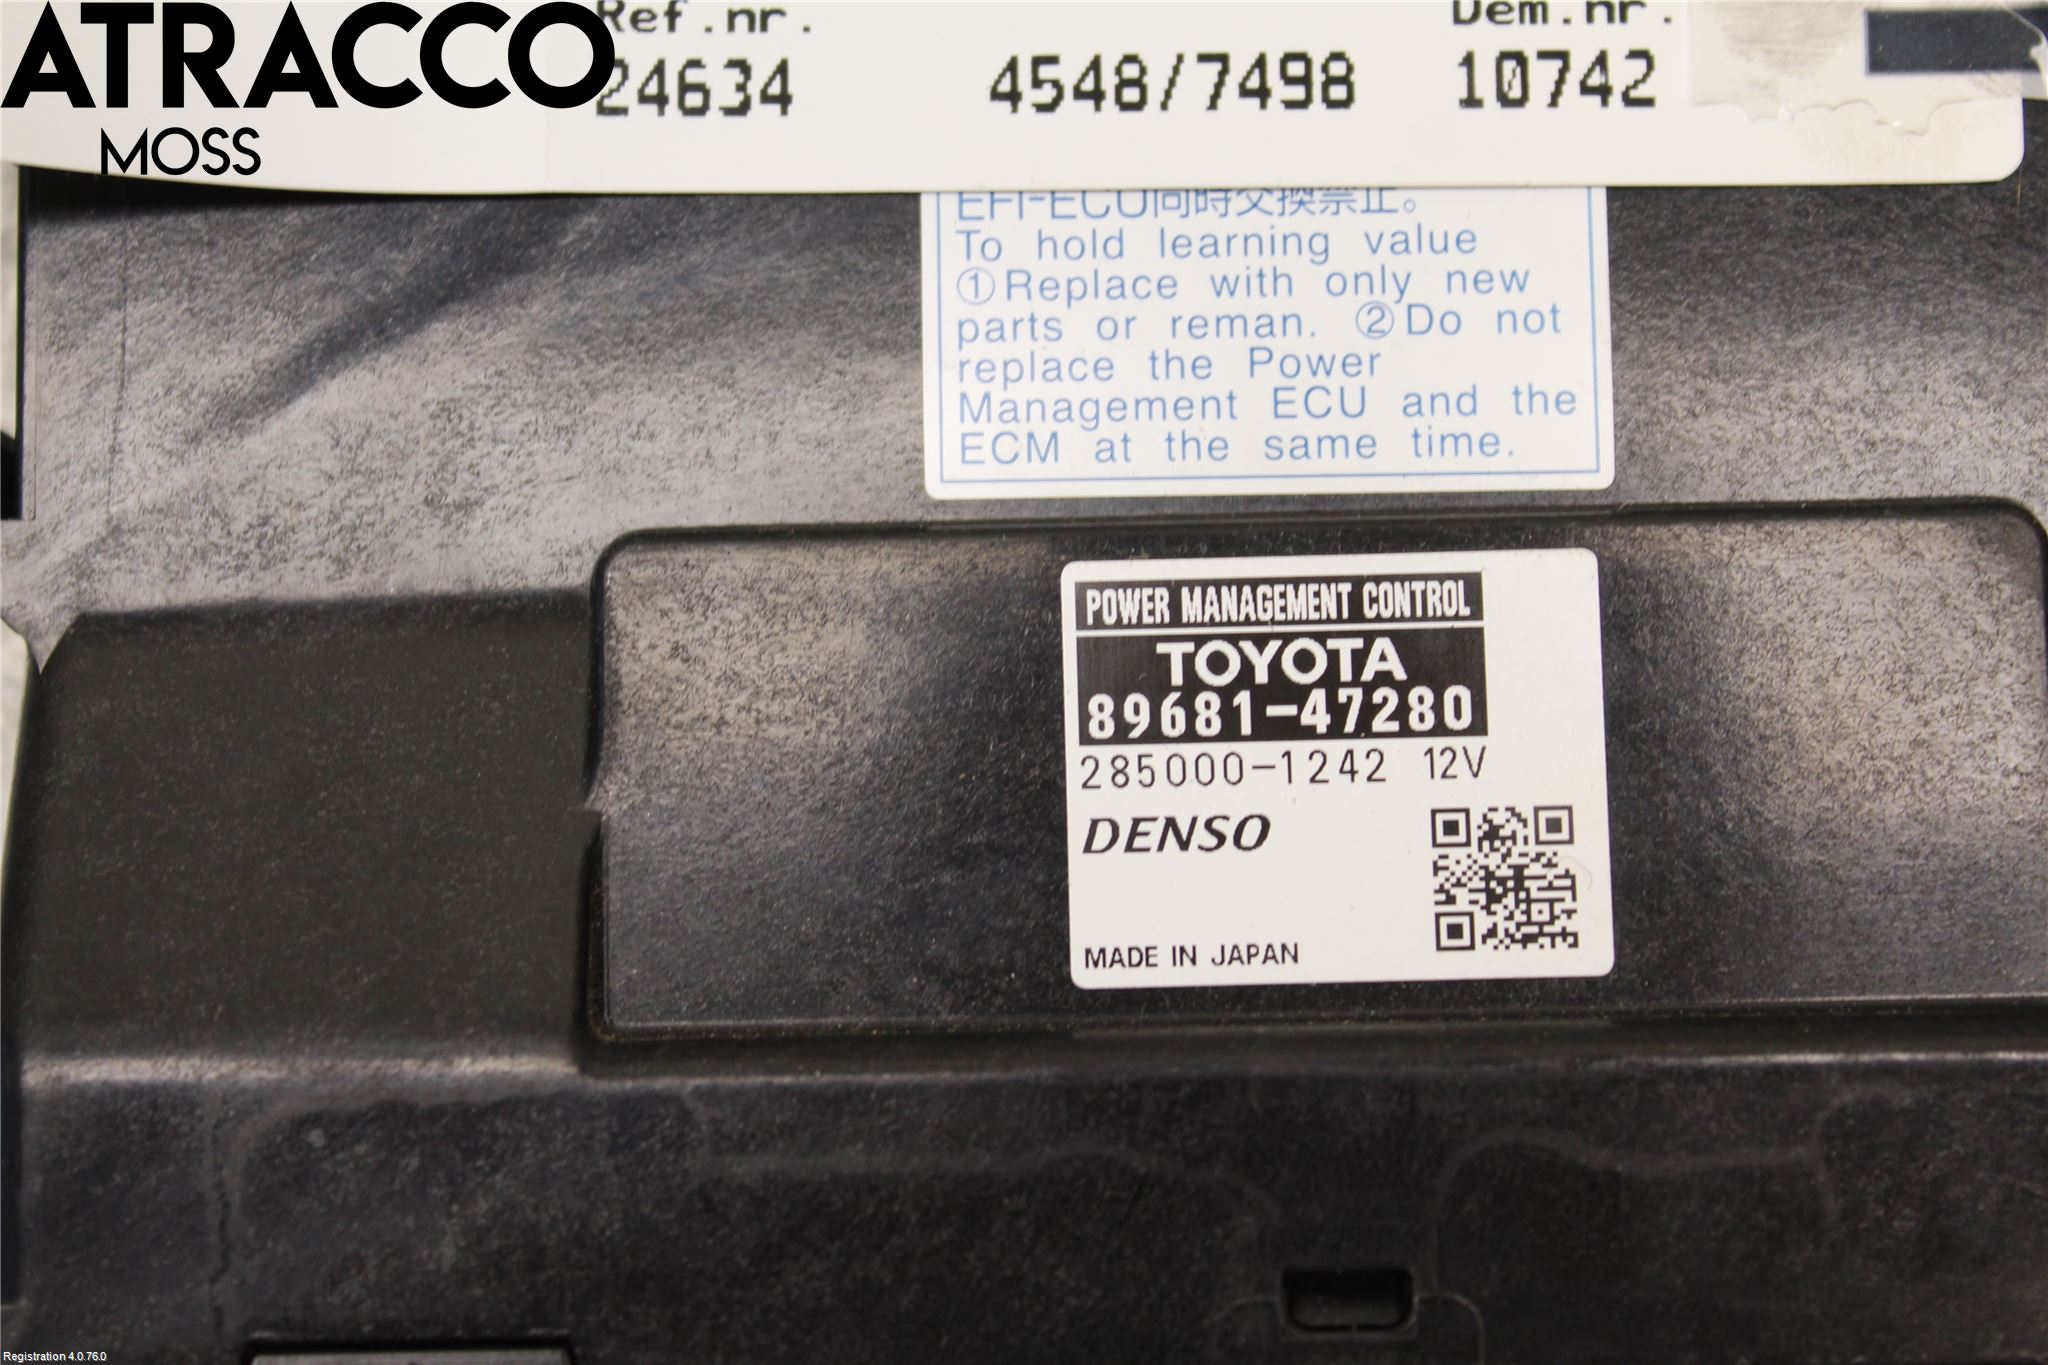 ATRACCO
MOSS
Ref.nr. Dem.nr.
24634 4548/7498 10742
EFI-ECU同時交換禁止。
To hold learning value
①Replace with only new
parts or reman. ②Do not
replace the Power
Management ECU and the
ECM at the same time.
POWER MANAGEMENT CONTROL
TOYOTA
89681-47280
285000-1242 12V
DENSO
MADE IN JAPAN
Registration 4.0.76.0